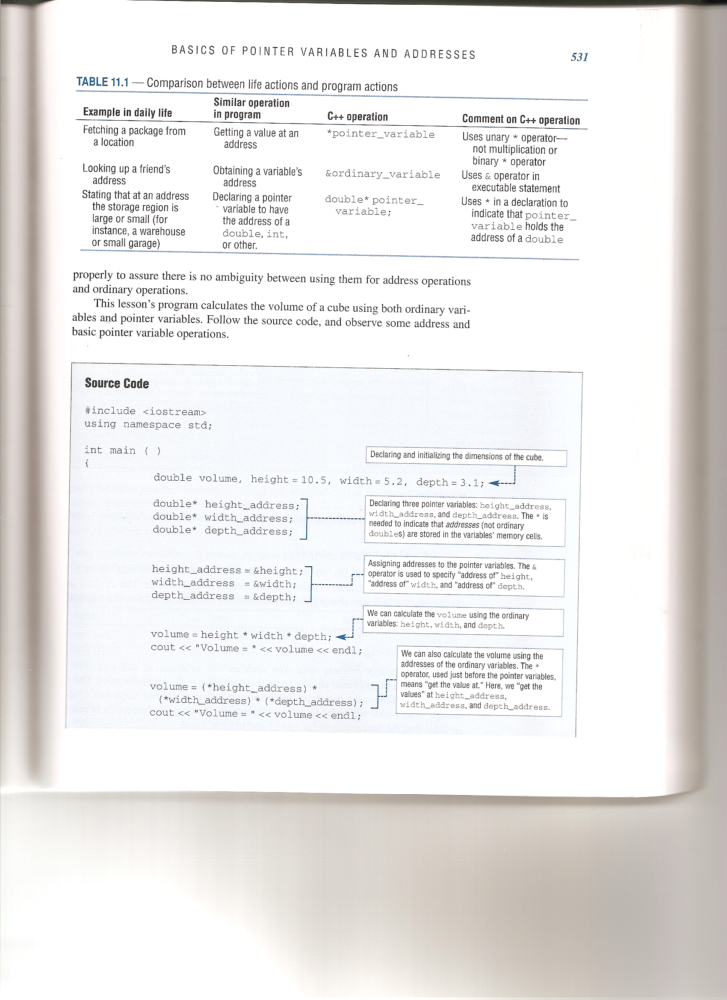 BASICS OF POINTER VARIABLES AND ADDRESSES
531
TABLE 11.1 — Comparison between life actions and program actions
Example in daily life
Similar operation
in program
C++ operation
Comment on C++ operation
Fetching a package from
a location
Getting a value at an
address
*pointer_variable
Uses unary * operator—
not multiplication or
binary * operator
Looking up a friend's
address
Obtaining a variable's
address
&ordinary_variable
Uses & operator in
executable statement
Stating that at an address
the storage region is
large or small (for
instance, a warehouse
or small garage)
Declaring a pointer
variable to have
the address of a
double, int,
or other.
double* pointer_
variable;
Uses * in a declaration to
indicate that pointer_
variable holds the
address of a double
properly to assure there is no ambiguity between using them for address operations
and ordinary operations.
This lesson's program calculates the volume of a cube using both ordinary vari-
ables and pointer variables. Follow the source code, and observe some address and
basic pointer variable operations.
Source Code
#include <iostream>
using namespace std;
int main ( )
{
Declaring and initializing the dimensions of the cube.
double volume, height = 10.5, width = 5.2, depth = 3.1;
double* height_address;
double* width_address;
double* depth_address;
Declaring three pointer variables: height_address,
width_address, and depth_address. The * is
needed to indicate that addresses (not ordinary
doubles) are stored in the variables' memory cells.
height_address = &height;
width_address = &width;
depth_address = &depth;
Assigning addresses to the pointer variables. The &
operator is used to specify "address of" height,
"address of" width, and "address of" depth.
We can calculate the volume using the ordinary
variables: height, width, and depth.
volume = height * width * depth;
cout << "Volume = " << volume << endl;
We can also calculate the volume using the
addresses of the ordinary variables. The *
operator, used just before the pointer variables,
means "get the value at." Here, we "get the
values" at height_address,
width_address, and depth_address.
volume = (*height_address) *
(*width_address) * (*depth_address);
cout << "Volume = " << volume << endl;